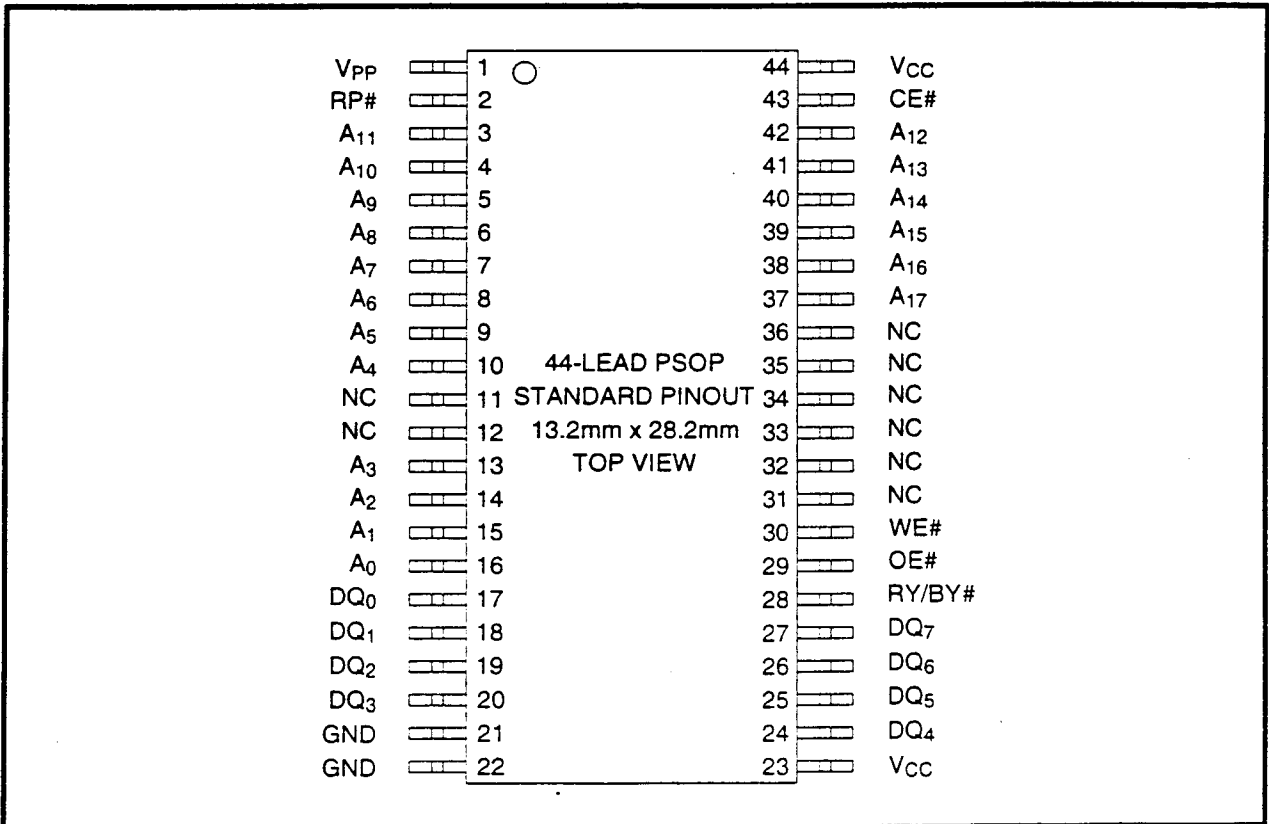 VPP 1 44 VCC
RP# 2 43 CE#
A11 3 42 A12
A10 4 41 A13
A9 5 40 A14
A8 6 39 A15
A7 7 38 A16
A6 8 37 A17
A5 9 36 NC
A4 10 44-LEAD PSOP 35 NC
NC 11 STANDARD PINOUT 34 NC
NC 12 13.2mm x 28.2mm 33 NC
A3 13 TOP VIEW 32 NC
A2 14 31 NC
A1 15 30 WE#
A0 16 29 OE#
DQ0 17 28 RY/BY#
DQ1 18 27 DQ7
DQ2 19 26 DQ6
DQ3 20 25 DQ5
GND 21 24 DQ4
GND 22 23 VCC